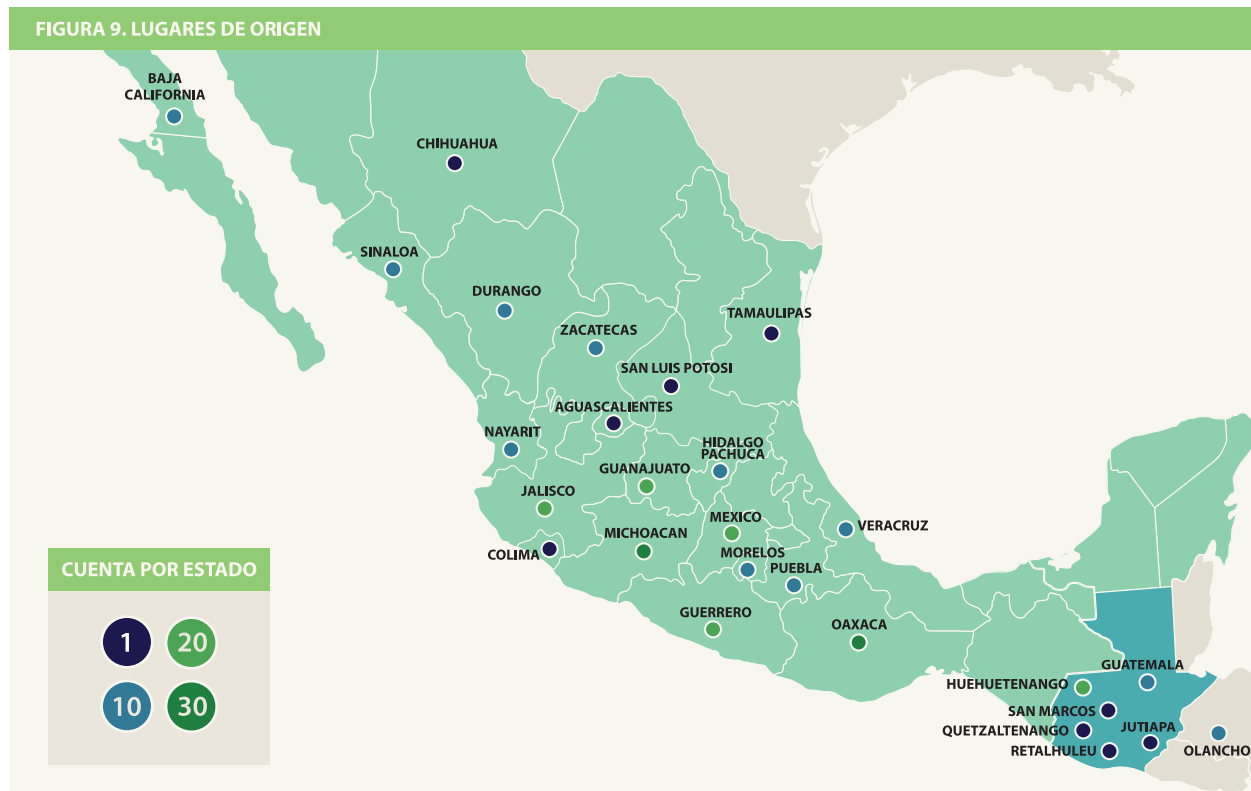 FIGURA 9. LUGARES DE ORIGEN
BAJA
CALIFORNIA
CHIHUAHUA
SINALOA
DURANGO
TAMAULIPAS
ZACATECAS
SAN LUIS POTOSI
AGUASCALIENTES
NAYARIT
HIDALGO
PACHUCA
GUANAJUATO
JALISCO
MEXICO
VERACRUZ
MICHOACAN
COLIMA
MORELOS
PUEBLA
GUERRERO
OAXACA
GUATEMALA
HUEHUETENANGO
SAN MARCOS
QUETZALTENANGO
JUTIAPA
RETALHULEU
OLANCHO
CUENTA POR ESTADO
1
20
10
30